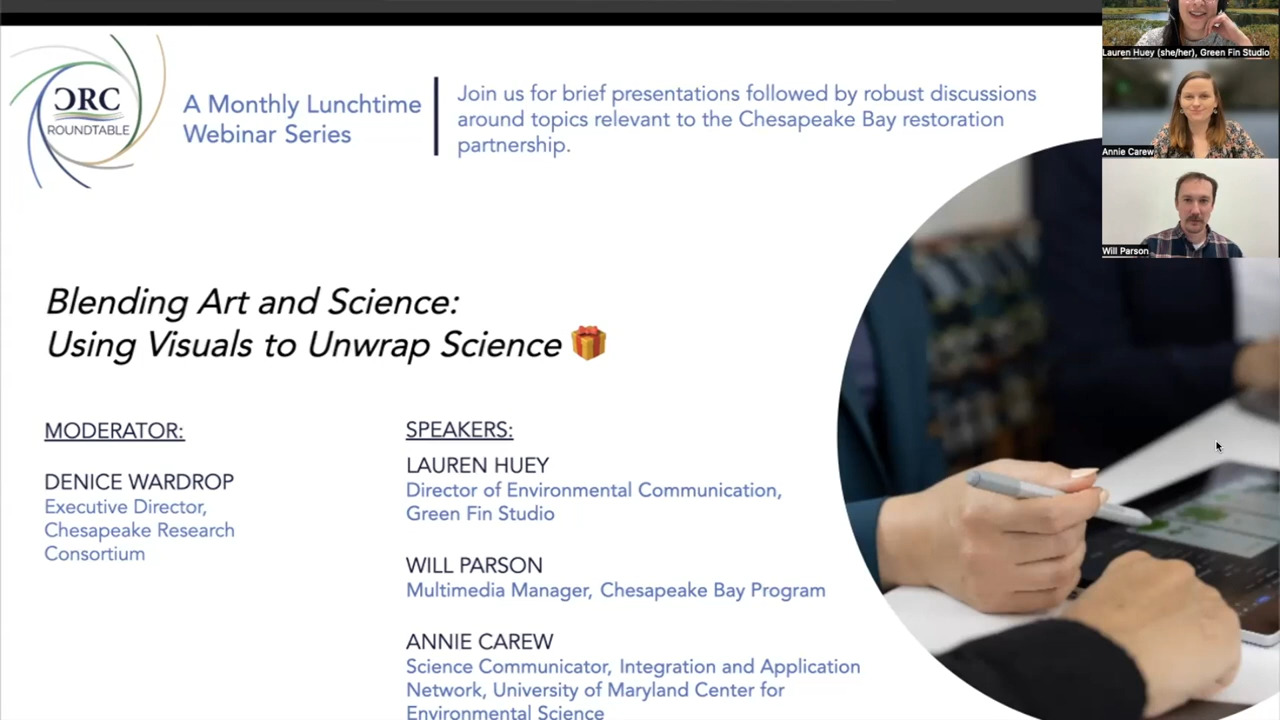 CRC
ROUNDTABLE
A Monthly Lunchtime
Webinar Series
Join us for brief presentations followed by robust discussions
around topics relevant to the Chesapeake Bay restoration
partnership.
Lauren Huey (she/her), Green Fin Studio
Annie Carew
Will Parson
Blending Art and Science:
Using Visuals to Unwrap Science 🎁
MODERATOR:
DENICE WARDROP
Executive Director,
Chesapeake Research
Consortium
SPEAKERS:
LAUREN HUEY
Director of Environmental Communication,
Green Fin Studio
WILL PARSON
Multimedia Manager, Chesapeake Bay Program
ANNIE CAREW
Science Communicator, Integration and Application
Network, University of Maryland Center for
Environmental Science